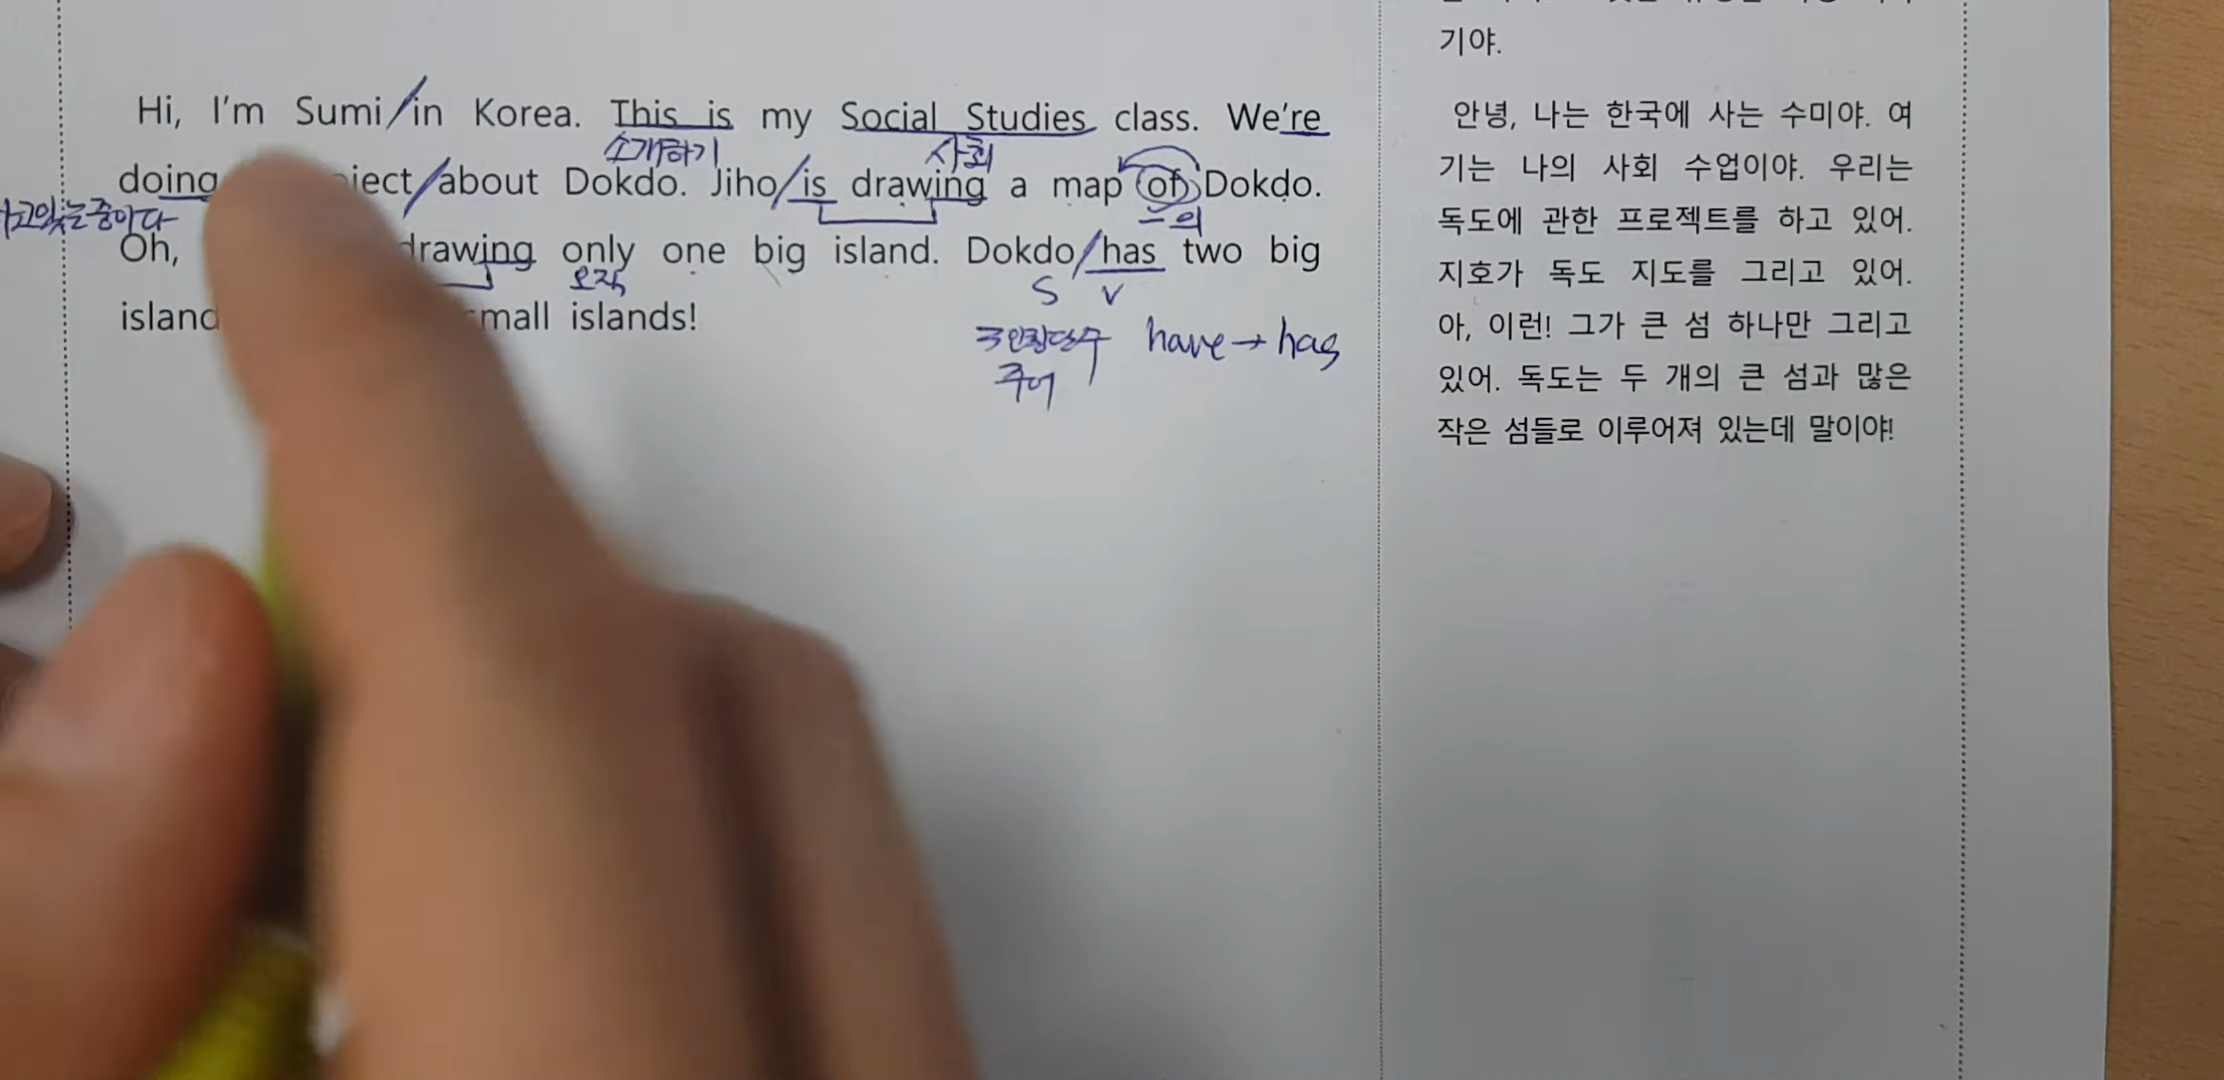 기야.
Hi, I'm Sumi/in Korea. This is my Social Studies class. We're
소개하기 사회
doing ject/about Dokdo. Jiho/is drawing a map of Dokdo.
고있는중이다 ~의
Oh, drawing only one big island. Dokdo/has two big
오직 S V
island small islands!
3인칭단수 have → has
주어
안녕, 나는 한국에 사는 수미야. 여
기는 나의 사회 수업이야. 우리는
독도에 관한 프로젝트를 하고 있어.
지호가 독도 지도를 그리고 있어.
아, 이런! 그가 큰 섬 하나만 그리고
있어. 독도는 두 개의 큰 섬과 많은
작은 섬들로 이루어져 있는데 말이야!